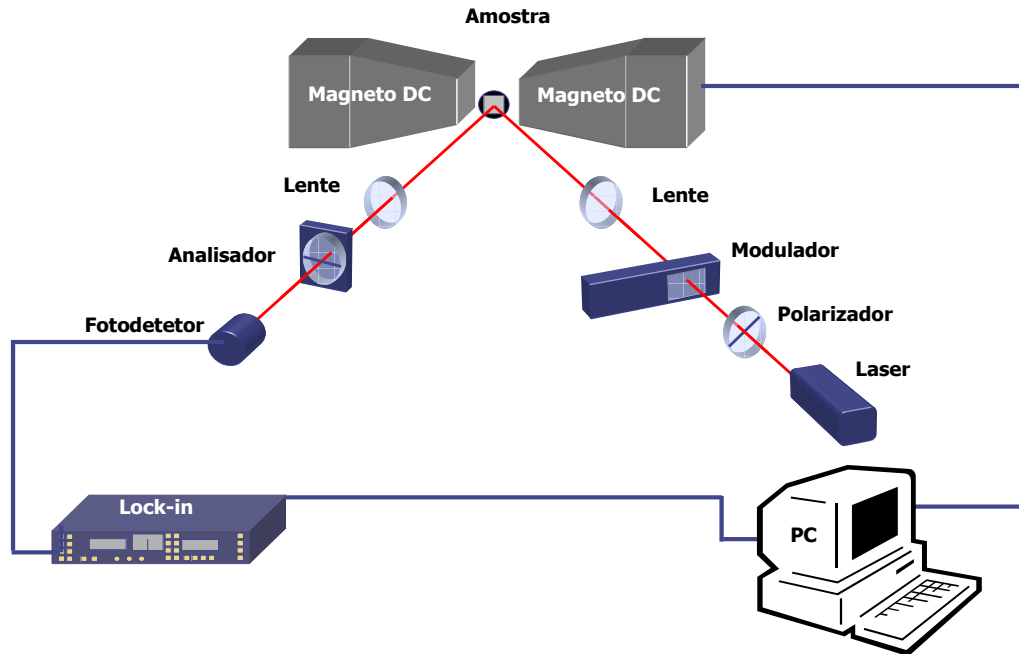 Amostra
Magneto DC
Magneto DC
Lente
Lente
Analisador
Modulador
Fotodetetor
Polarizador
Laser
Lock-in
PC